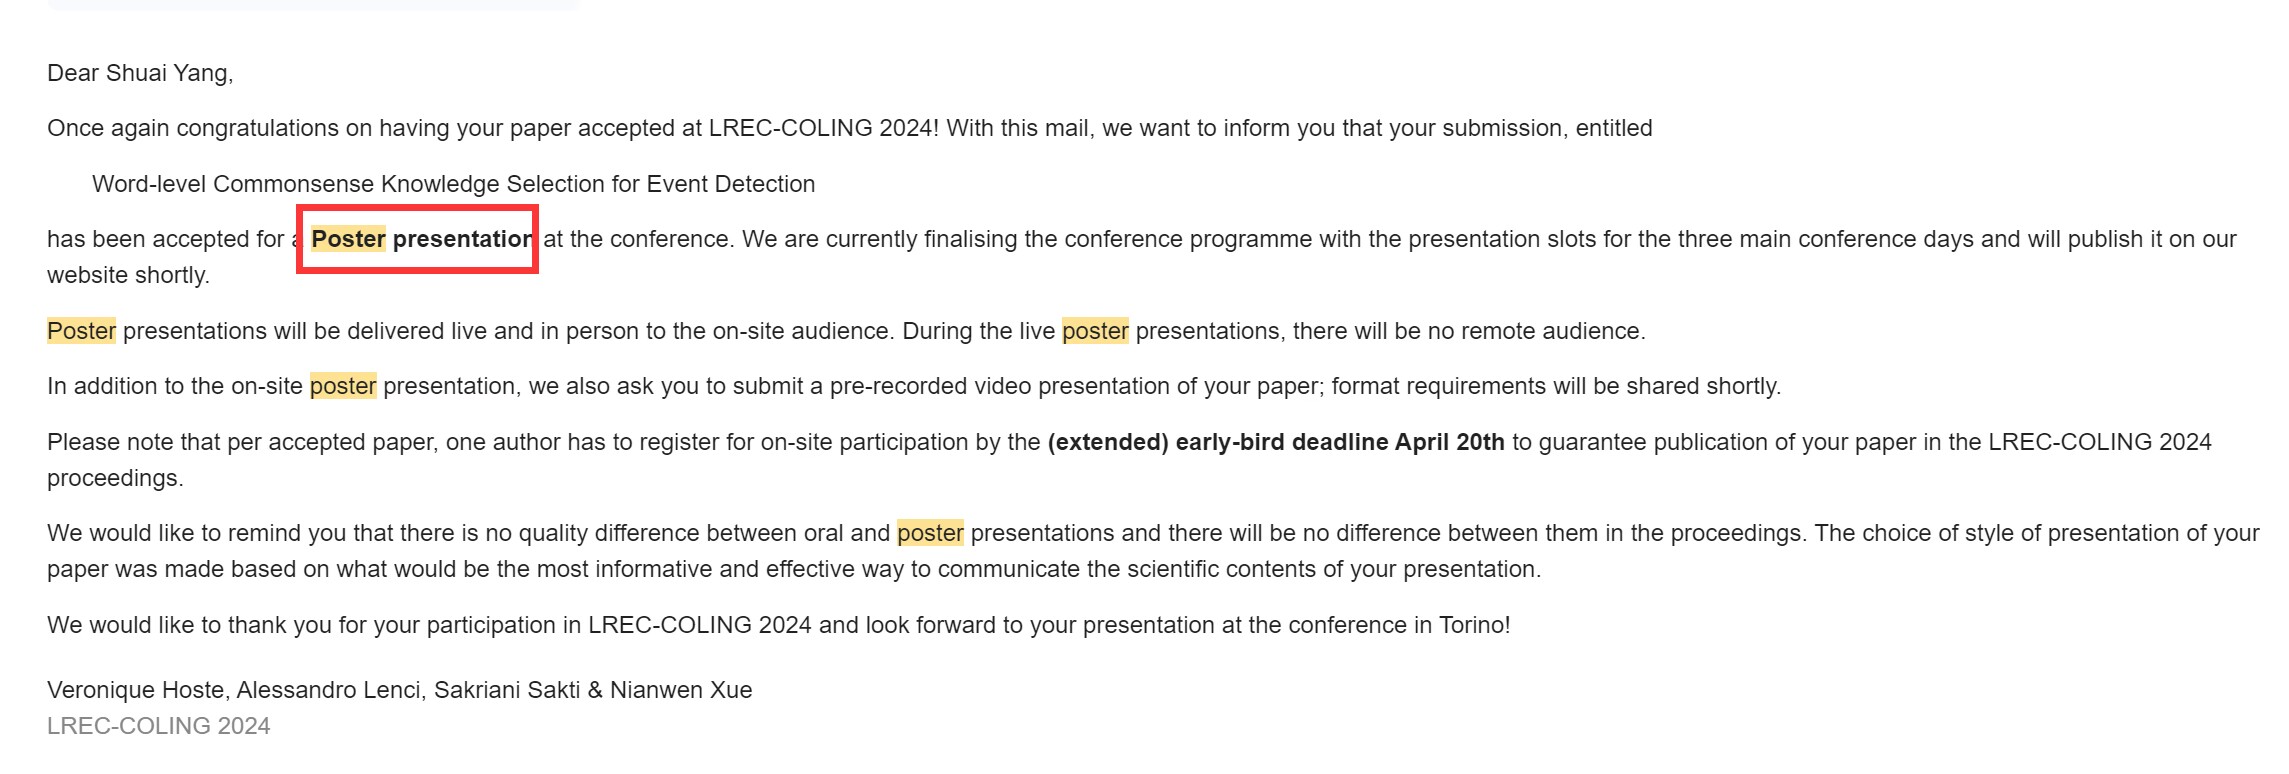 Dear Shuai Yang,
Once again congratulations on having your paper accepted at LREC-COLING 2024! With this mail, we want to inform you that your submission, entitled
Word-level Commonsense Knowledge Selection for Event Detection
has been accepted for a Poster presentation at the conference. We are currently finalising the conference programme with the presentation slots for the three main conference days and will publish it on our
website shortly.
Poster presentations will be delivered live and in person to the on-site audience. During the live poster presentations, there will be no remote audience.
In addition to the on-site poster presentation, we also ask you to submit a pre-recorded video presentation of your paper; format requirements will be shared shortly.
Please note that per accepted paper, one author has to register for on-site participation by the (extended) early-bird deadline April 20th to guarantee publication of your paper in the LREC-COLING 2024
proceedings.
We would like to remind you that there is no quality difference between oral and poster presentations and there will be no difference between them in the proceedings. The choice of style of presentation of your
paper was made based on what would be the most informative and effective way to communicate the scientific contents of your presentation.
We would like to thank you for your participation in LREC-COLING 2024 and look forward to your presentation at the conference in Torino!
Veronique Hoste, Alessandro Lenci, Sakriani Sakti & Nianwen Xue
LREC-COLING 2024